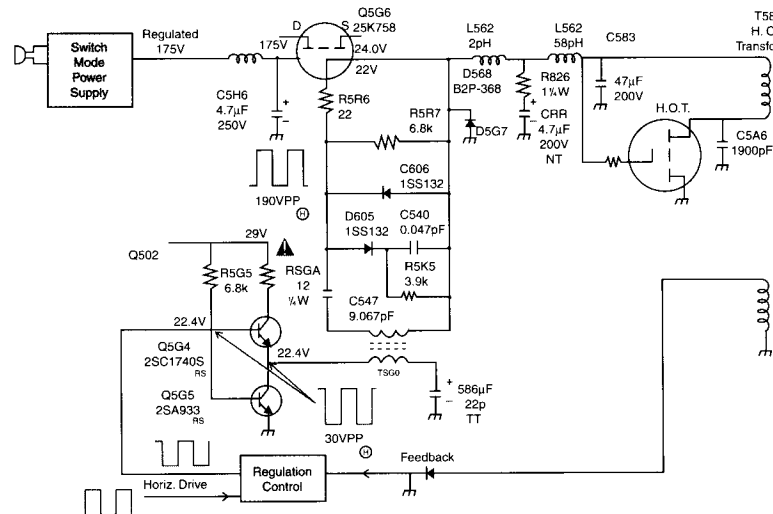 Switch
Mode
Power
Supply
Regulated
175V
175V
D
S
Q5G6
25K758
24.0V
22V
C5H6
4.7µF
250V
+
−
R5R6
22
R5R7
6.8k
L562
2pH
D568
B2P-368
D5G7
L562
58pH
R826
1¼W
CRR
4.7µF
200V
NT
+
−
C583
47µF
200V
T58
H. O.
Transfo
H.O.T.
C5A6
1900pF
190VPP
H
C606
1SS132
D605
1SS132
C540
0.047pF
R5K5
3.9k
Q502
29V
R5G5
6.8k
RSGA
12
¼W
C547
9.067pF
22.4V
Q5G4
2SC1740S
RS
22.4V
TSG0
Q5G5
2SA933
RS
30VPP
H
+
−
586µF
22p
TT
Regulation
Control
Feedback
Horiz. Drive